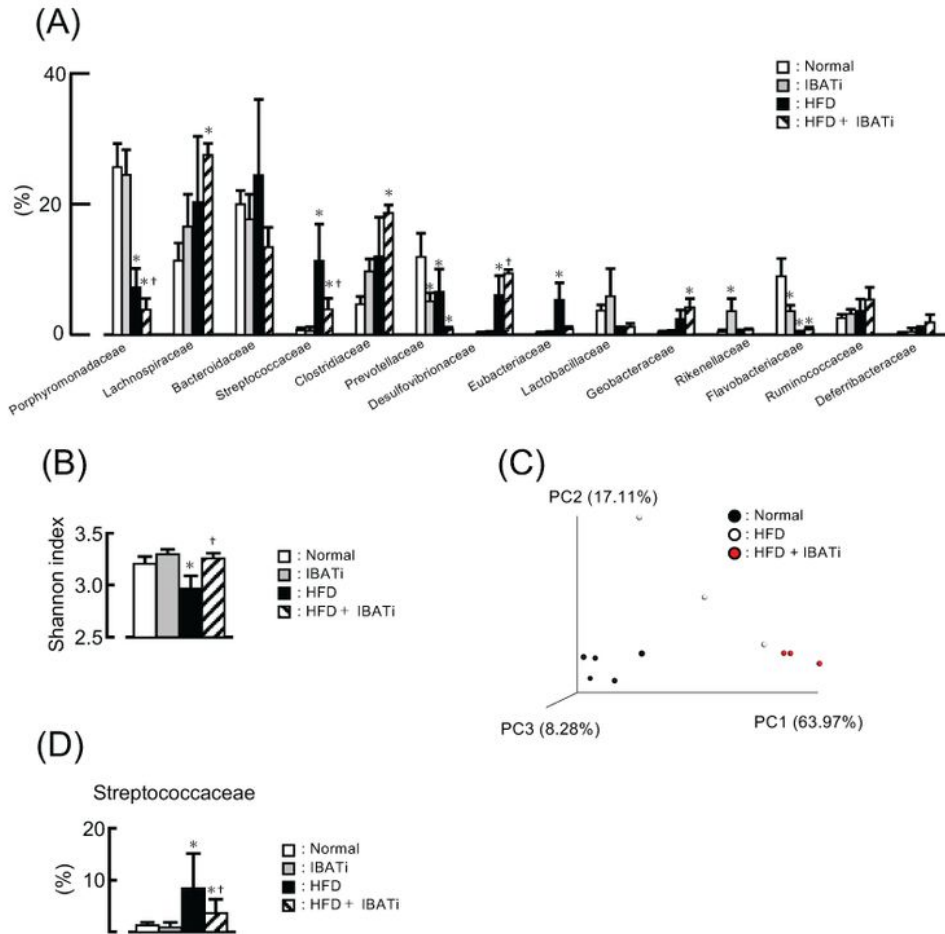 (A)
40
20
0
(%)
: Normal
: IBATi
: HFD
: HFD + IBATi
*
* †
*
*
* †
*
*
*
*
*
†
*
*
*
*
*
*
Porphyromonadaceae
Lachnospiraceae
Bacteroidaceae
Streptococcaceae
Clostridiaceae
Prevotellaceae
Desulfovibrionaceae
Eubacteriaceae
Lactobacillaceae
Geobacteraceae
Rikenellaceae
Flavobacteriaceae
Ruminococcaceae
Deferribacteraceae
(B)
3.5
3.0
2.5
Shannon index
*
†
: Normal
: IBATi
: HFD
: HFD + IBATi
(C)
PC2 (17.11%)
: Normal
: HFD
: HFD + IBATi
PC3 (8.28%)
PC1 (63.97%)
(D)
Streptococcaceae
20
10
(%)
*
* †
: Normal
: IBATi
: HFD
: HFD + IBATi